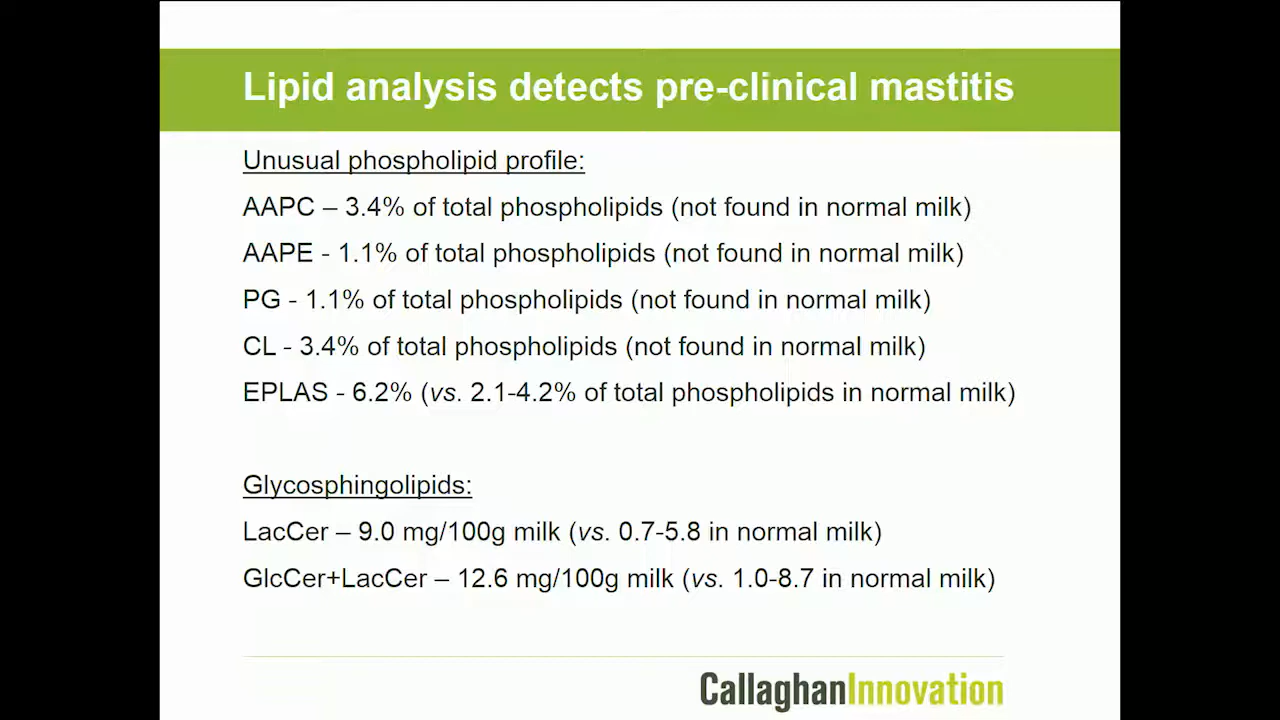 Lipid analysis detects pre-clinical mastitis
Unusual phospholipid profile:
AAPC – 3.4% of total phospholipids (not found in normal milk)
AAPE - 1.1% of total phospholipids (not found in normal milk)
PG - 1.1% of total phospholipids (not found in normal milk)
CL - 3.4% of total phospholipids (not found in normal milk)
EPLAS - 6.2% (vs. 2.1-4.2% of total phospholipids in normal milk)
Glycosphingolipids:
LacCer – 9.0 mg/100g milk (vs. 0.7-5.8 in normal milk)
GlcCer+LacCer – 12.6 mg/100g milk (vs. 1.0-8.7 in normal milk)
CallaghanInnovation